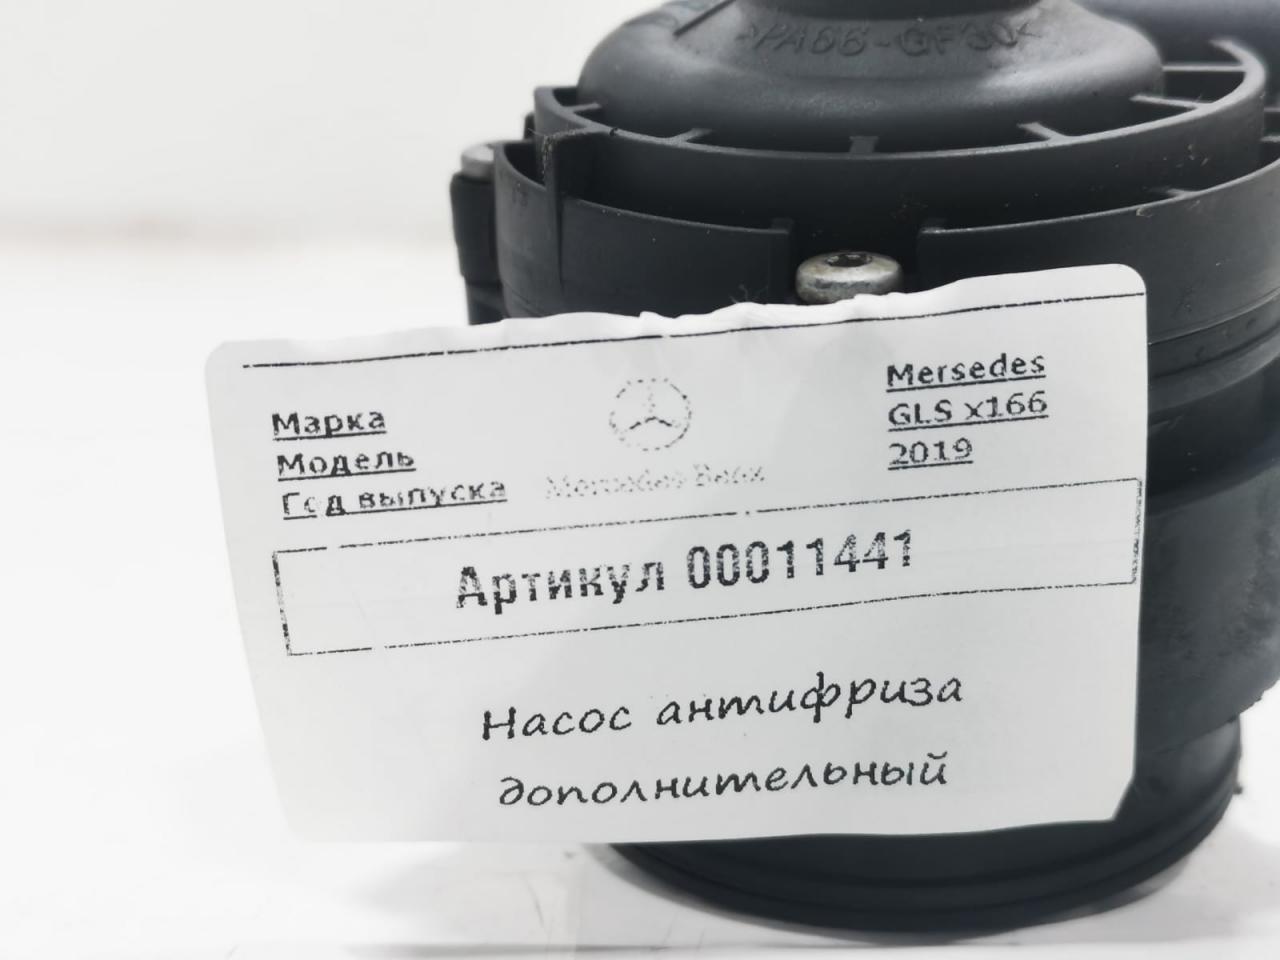 >PA66-GF30<
Марка
Mersedes
Модель
GLS x166
Год выпуска
2019
Mercedes-Benz
Артикул 00011441
Насос антифриза
дополнительный